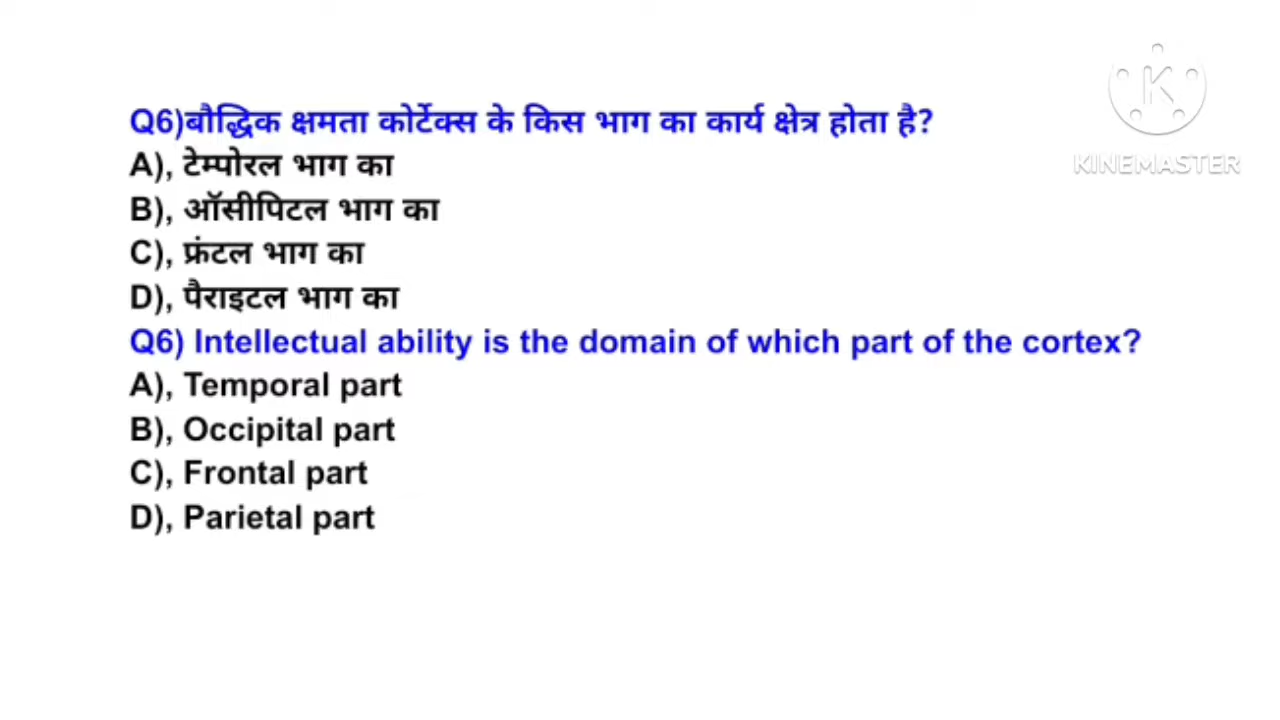 Q6)बौद्धिक क्षमता कोर्टेक्स के किस भाग का कार्य क्षेत्र होता है?
A), टेम्पोरल भाग का
B), ऑसीपिटल भाग का
C), फ्रंटल भाग का
D), पैराइटल भाग का
Q6) Intellectual ability is the domain of which part of the cortex?
A), Temporal part
B), Occipital part
C), Frontal part
D), Parietal part
K
KINEMASTER